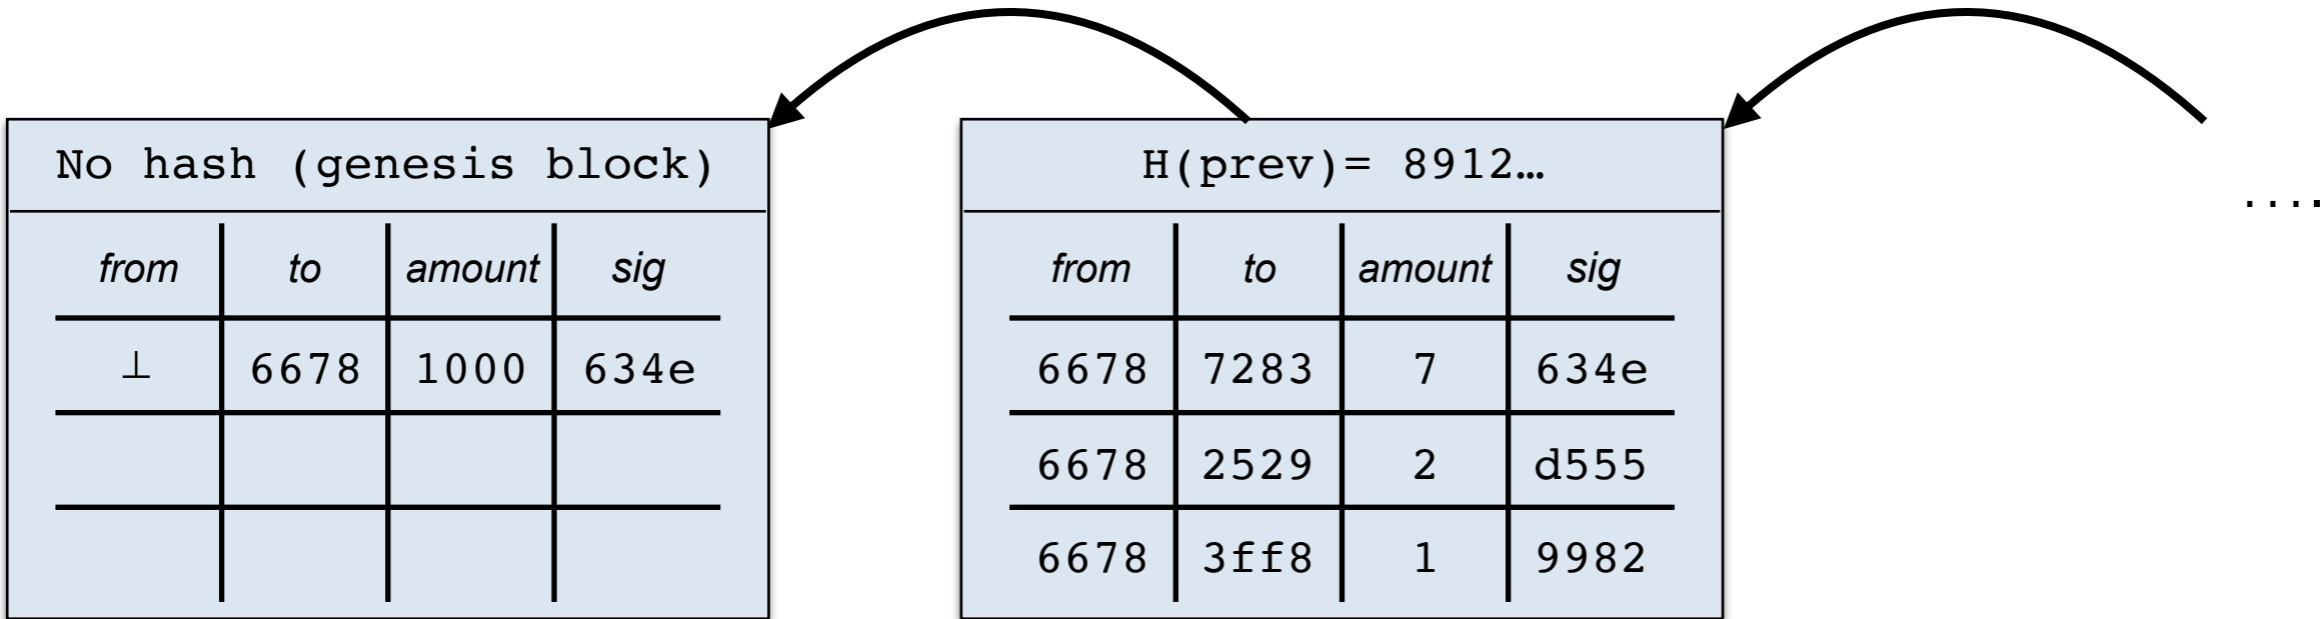 No hash (genesis block)
from to amount sig
⊥ 6678 1000 634e
H(prev)= 8912…
from to amount sig
6678 7283 7 634e
6678 2529 2 d555
6678 3ff8 1 9982
....